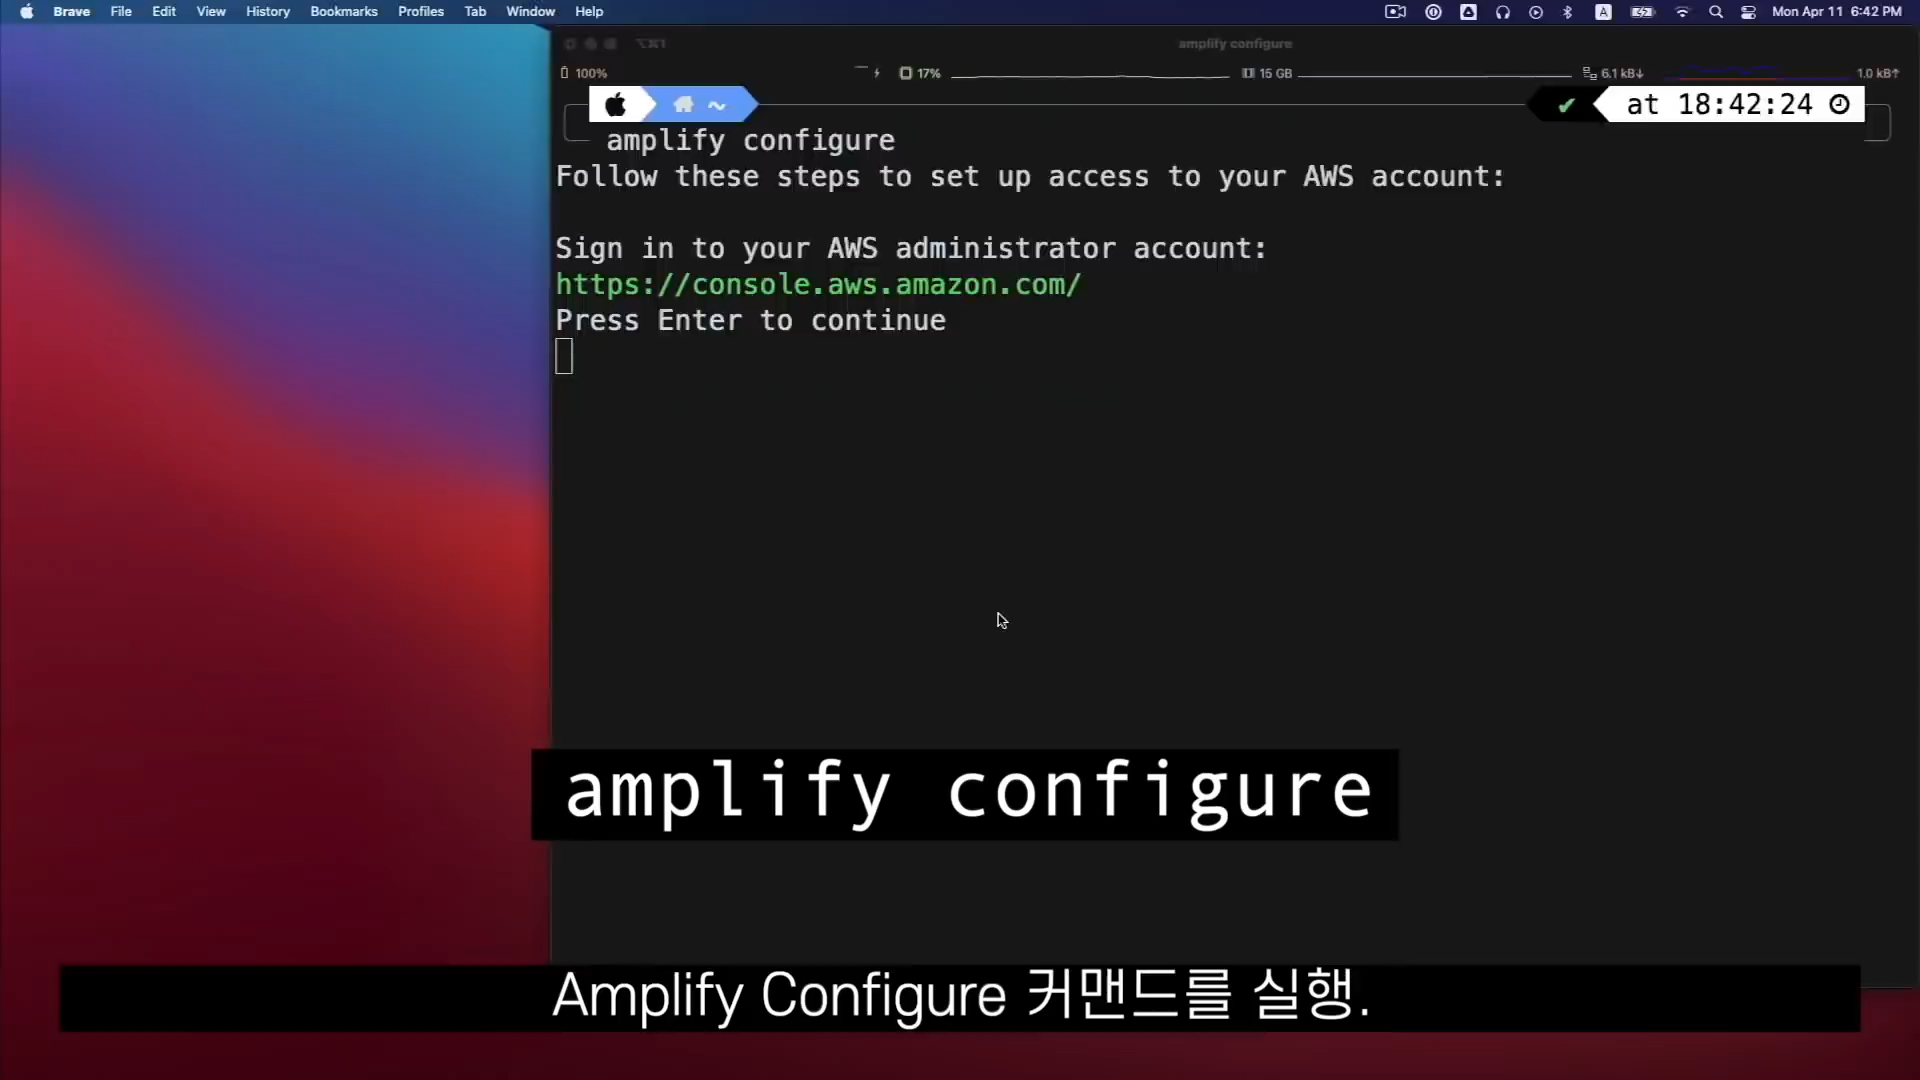 Brave File Edit View History Bookmarks Profiles Tab Window Help
A
Mon Apr 11 6:42 PM
amplify configure
100%
17%
15 GB
6.1 kB↓
1.0 kB↑
~
at 18:42:24
amplify configure
Follow these steps to set up access to your AWS account:
Sign in to your AWS administrator account:
https://console.aws.amazon.com/
Press Enter to continue
amplify configure
Amplify Configure 커맨드를 실행.